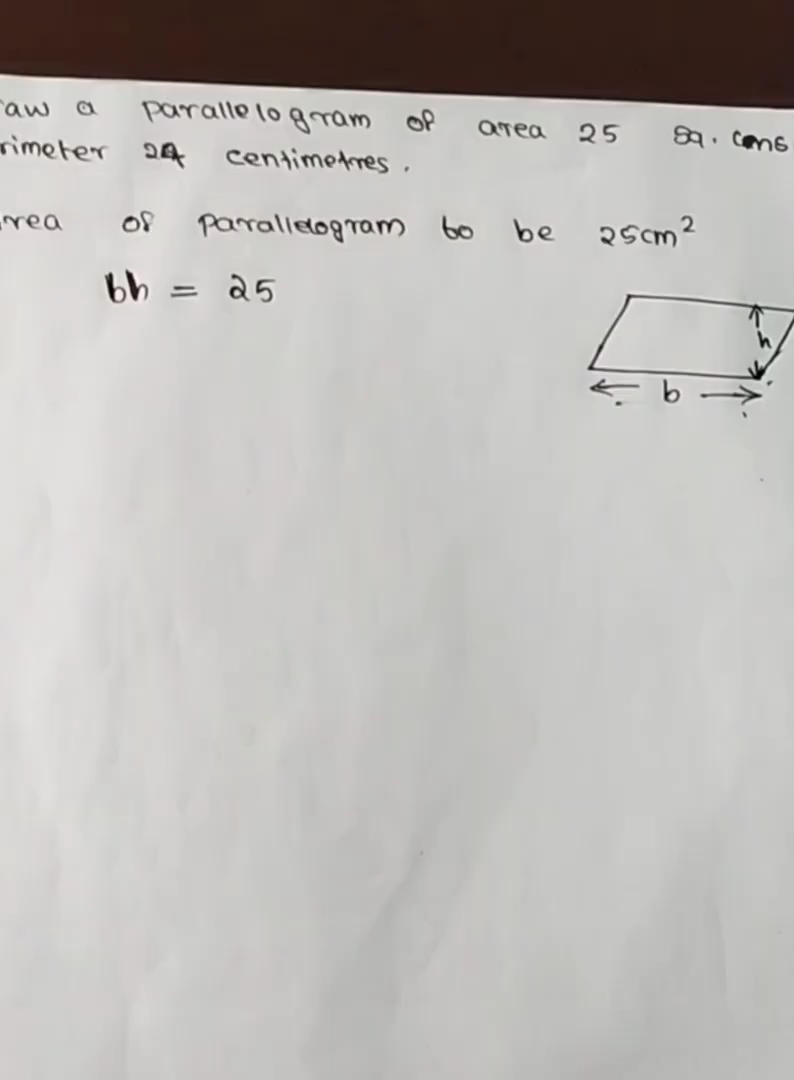 aw a parallelogram of area 25 sq. cms
rimeter 24 centimetres.
rea of parallelogram to be 25cm²
bh = 25
h
b